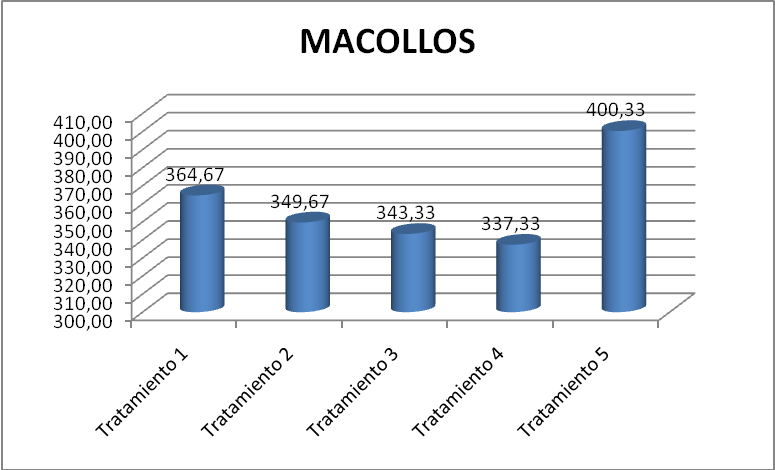 MACOLLOS
410,00
400,00
390,00
380,00
370,00
360,00
350,00
340,00
330,00
320,00
310,00
300,00
364,67
349,67
343,33
337,33
400,33
Tratamiento 1
Tratamiento 2
Tratamiento 3
Tratamiento 4
Tratamiento 5